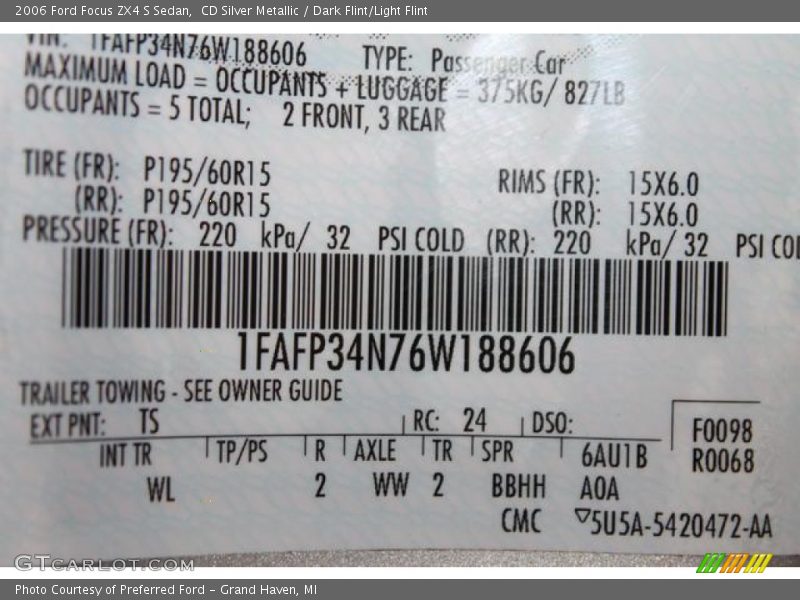 2006 Ford Focus ZX4 S Sedan,  CD Silver Metallic / Dark Flint/Light Flint
VIN: 1FAFP34N76W188606 TYPE: Passenger Car
MAXIMUM LOAD = OCCUPANTS + LUGGAGE = 375KG/ 827LB
OCCUPANTS = 5 TOTAL; 2 FRONT, 3 REAR
TIRE (FR): P195/60R15 RIMS (FR): 15X6.0
(RR): P195/60R15 (RR): 15X6.0
PRESSURE (FR): 220 kPa/ 32 PSI COLD (RR): 220 kPa/ 32 PSI COL
1FAFP34N76W188606
TRAILER TOWING - SEE OWNER GUIDE
EXT PNT: TS RC: 24 DSO: F0098
INT TR TP/PS R AXLE TR SPR 6AU1B R0068
WL 2 WW 2 BBHH A0A
CMC ▽5U5A-5420472-AA
GTCARLOT.COM
Photo Courtesy of Preferred Ford – Grand Haven, MI